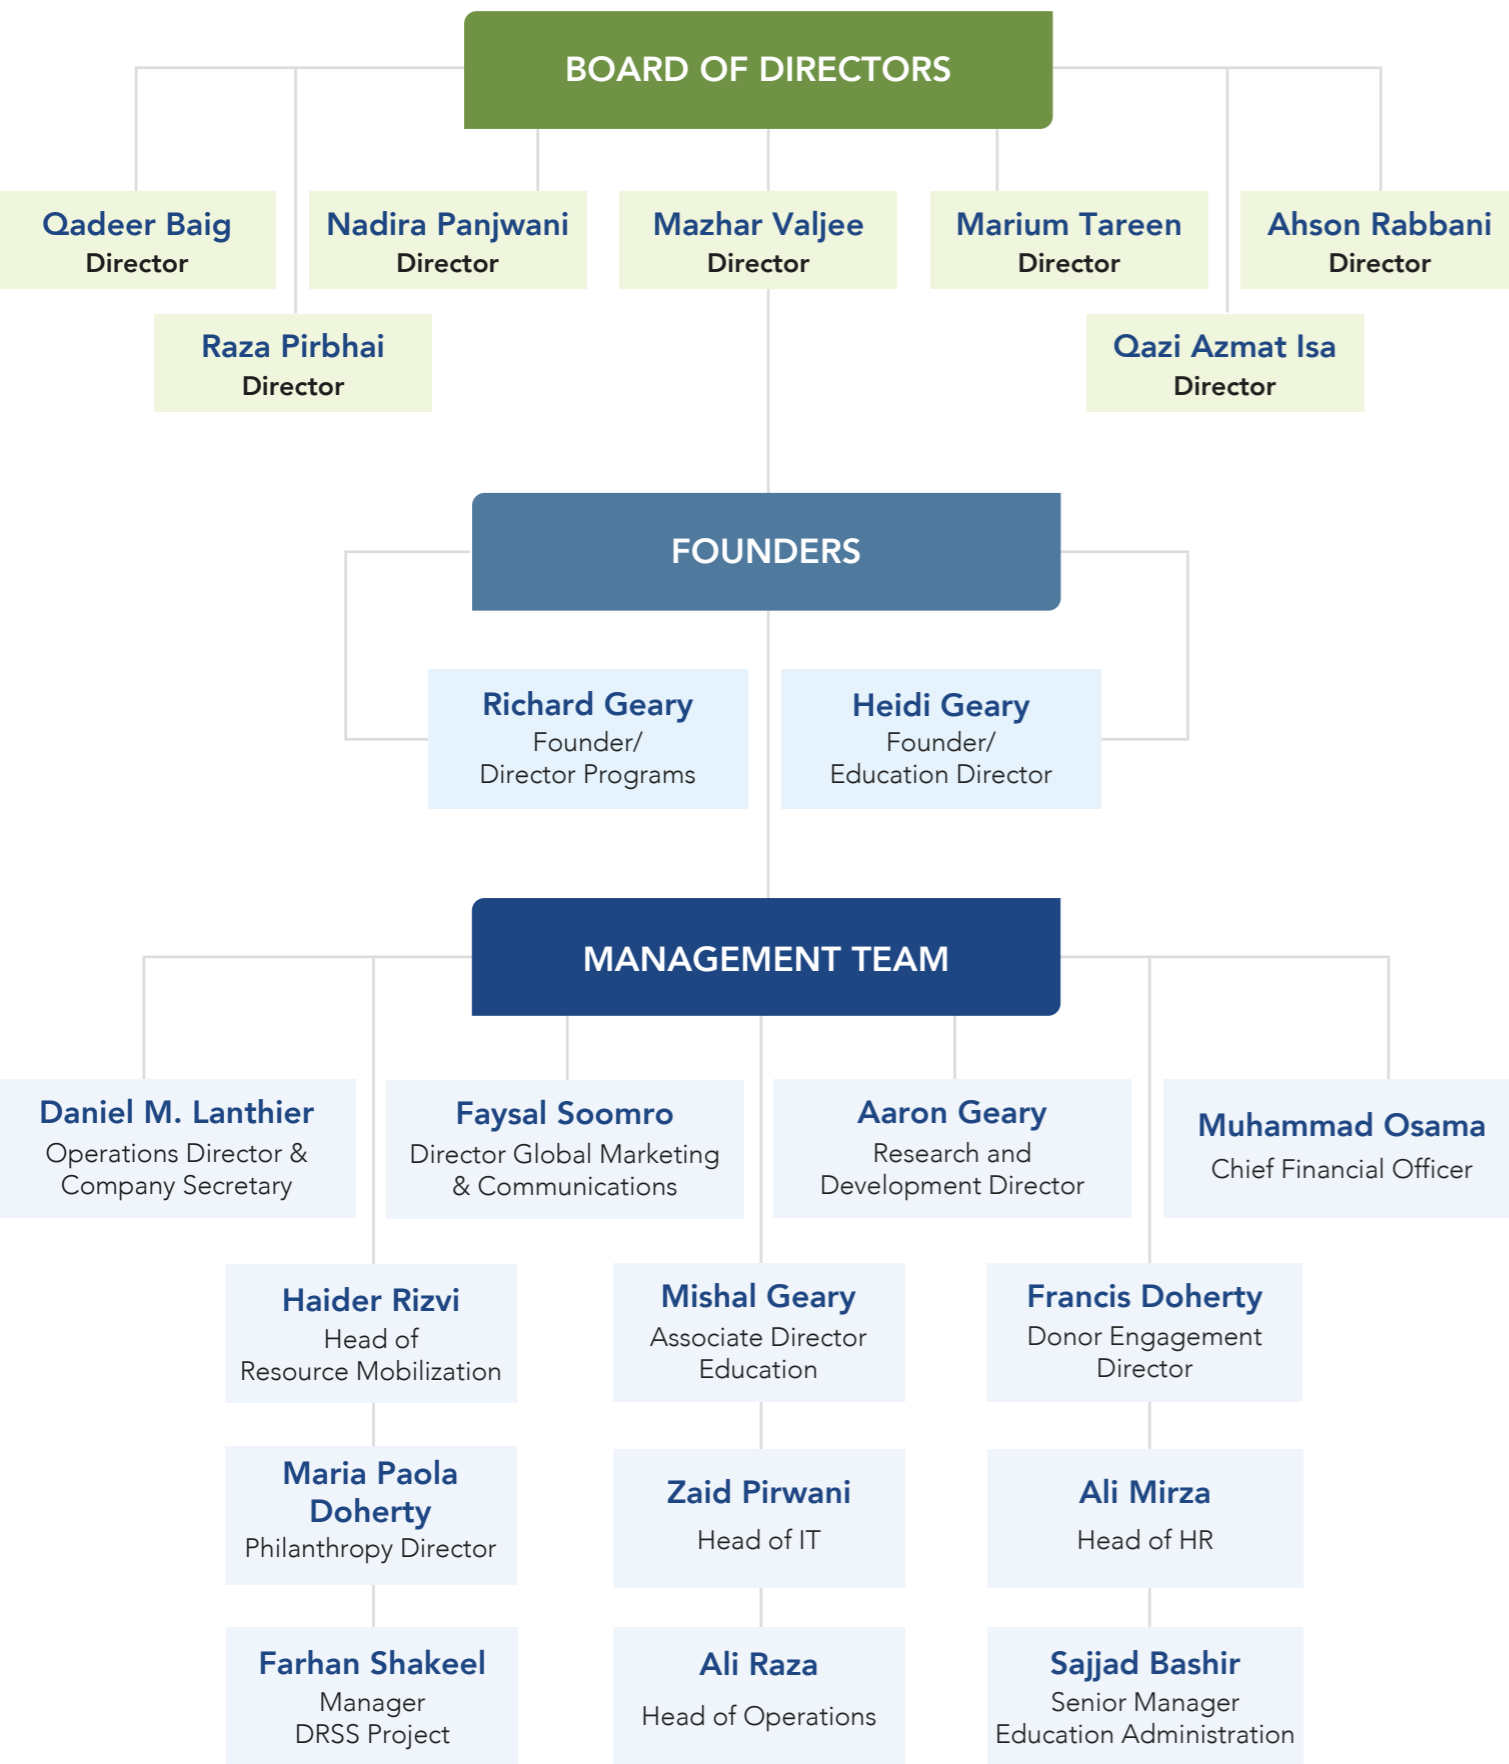 BOARD OF DIRECTORS
Qadeer Baig
Director
Nadira Panjwani
Director
Mazhar Valjee
Director
Marium Tareen
Director
Ahson Rabbani
Director
Raza Pirbhai
Director
Qazi Azmat Isa
Director
FOUNDERS
Richard Geary
Founder/
Director Programs
Heidi Geary
Founder/
Education Director
MANAGEMENT TEAM
Daniel M. Lanthier
Operations Director &
Company Secretary
Faysal Soomro
Director Global Marketing
& Communications
Aaron Geary
Research and
Development Director
Muhammad Osama
Chief Financial Officer
Haider Rizvi
Head of
Resource Mobilization
Mishal Geary
Associate Director
Education
Francis Doherty
Donor Engagement
Director
Maria Paola
Doherty
Philanthropy Director
Zaid Pirwani
Head of IT
Ali Mirza
Head of HR
Farhan Shakeel
Manager
DRSS Project
Ali Raza
Head of Operations
Sajjad Bashir
Senior Manager
Education Administration